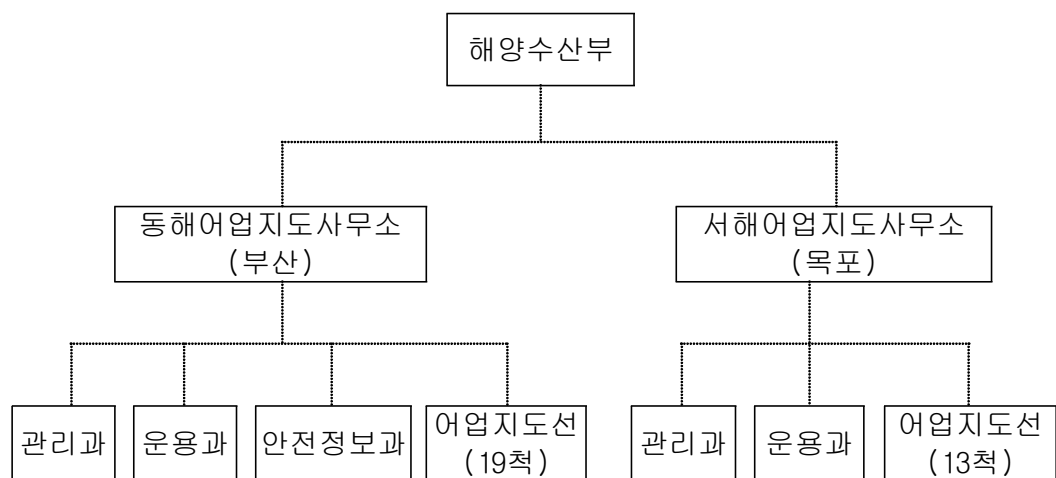 해양수산부
동해어업지도사무소
(부산)
서해어업지도사무소
(목포)
관리과
운용과
안전정보과
어업지도선
(19척)
관리과
운용과
어업지도선
(13척)